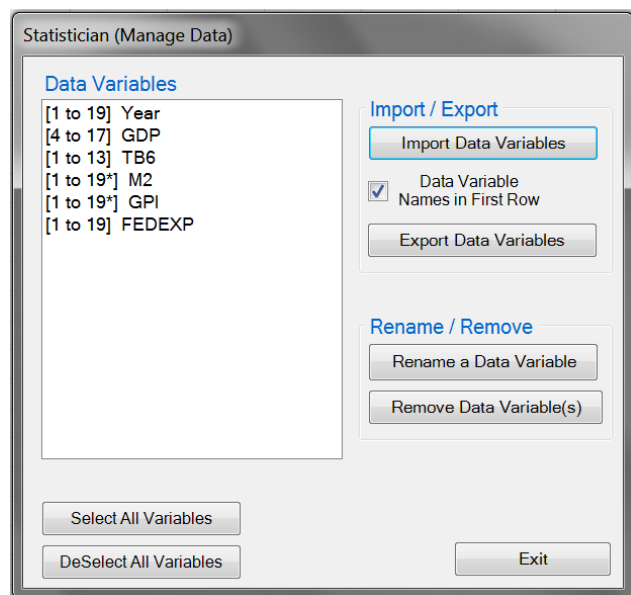 Statistician (Manage Data)
Data Variables
[1 to 19] Year
[4 to 17] GDP
[1 to 13] TB6
[1 to 19*] M2
[1 to 19*] GPI
[1 to 19] FEDEXP
Import / Export
Import Data Variables
Data Variable
Names in First Row
Export Data Variables
Rename / Remove
Rename a Data Variable
Remove Data Variable(s)
Select All Variables
DeSelect All Variables
Exit